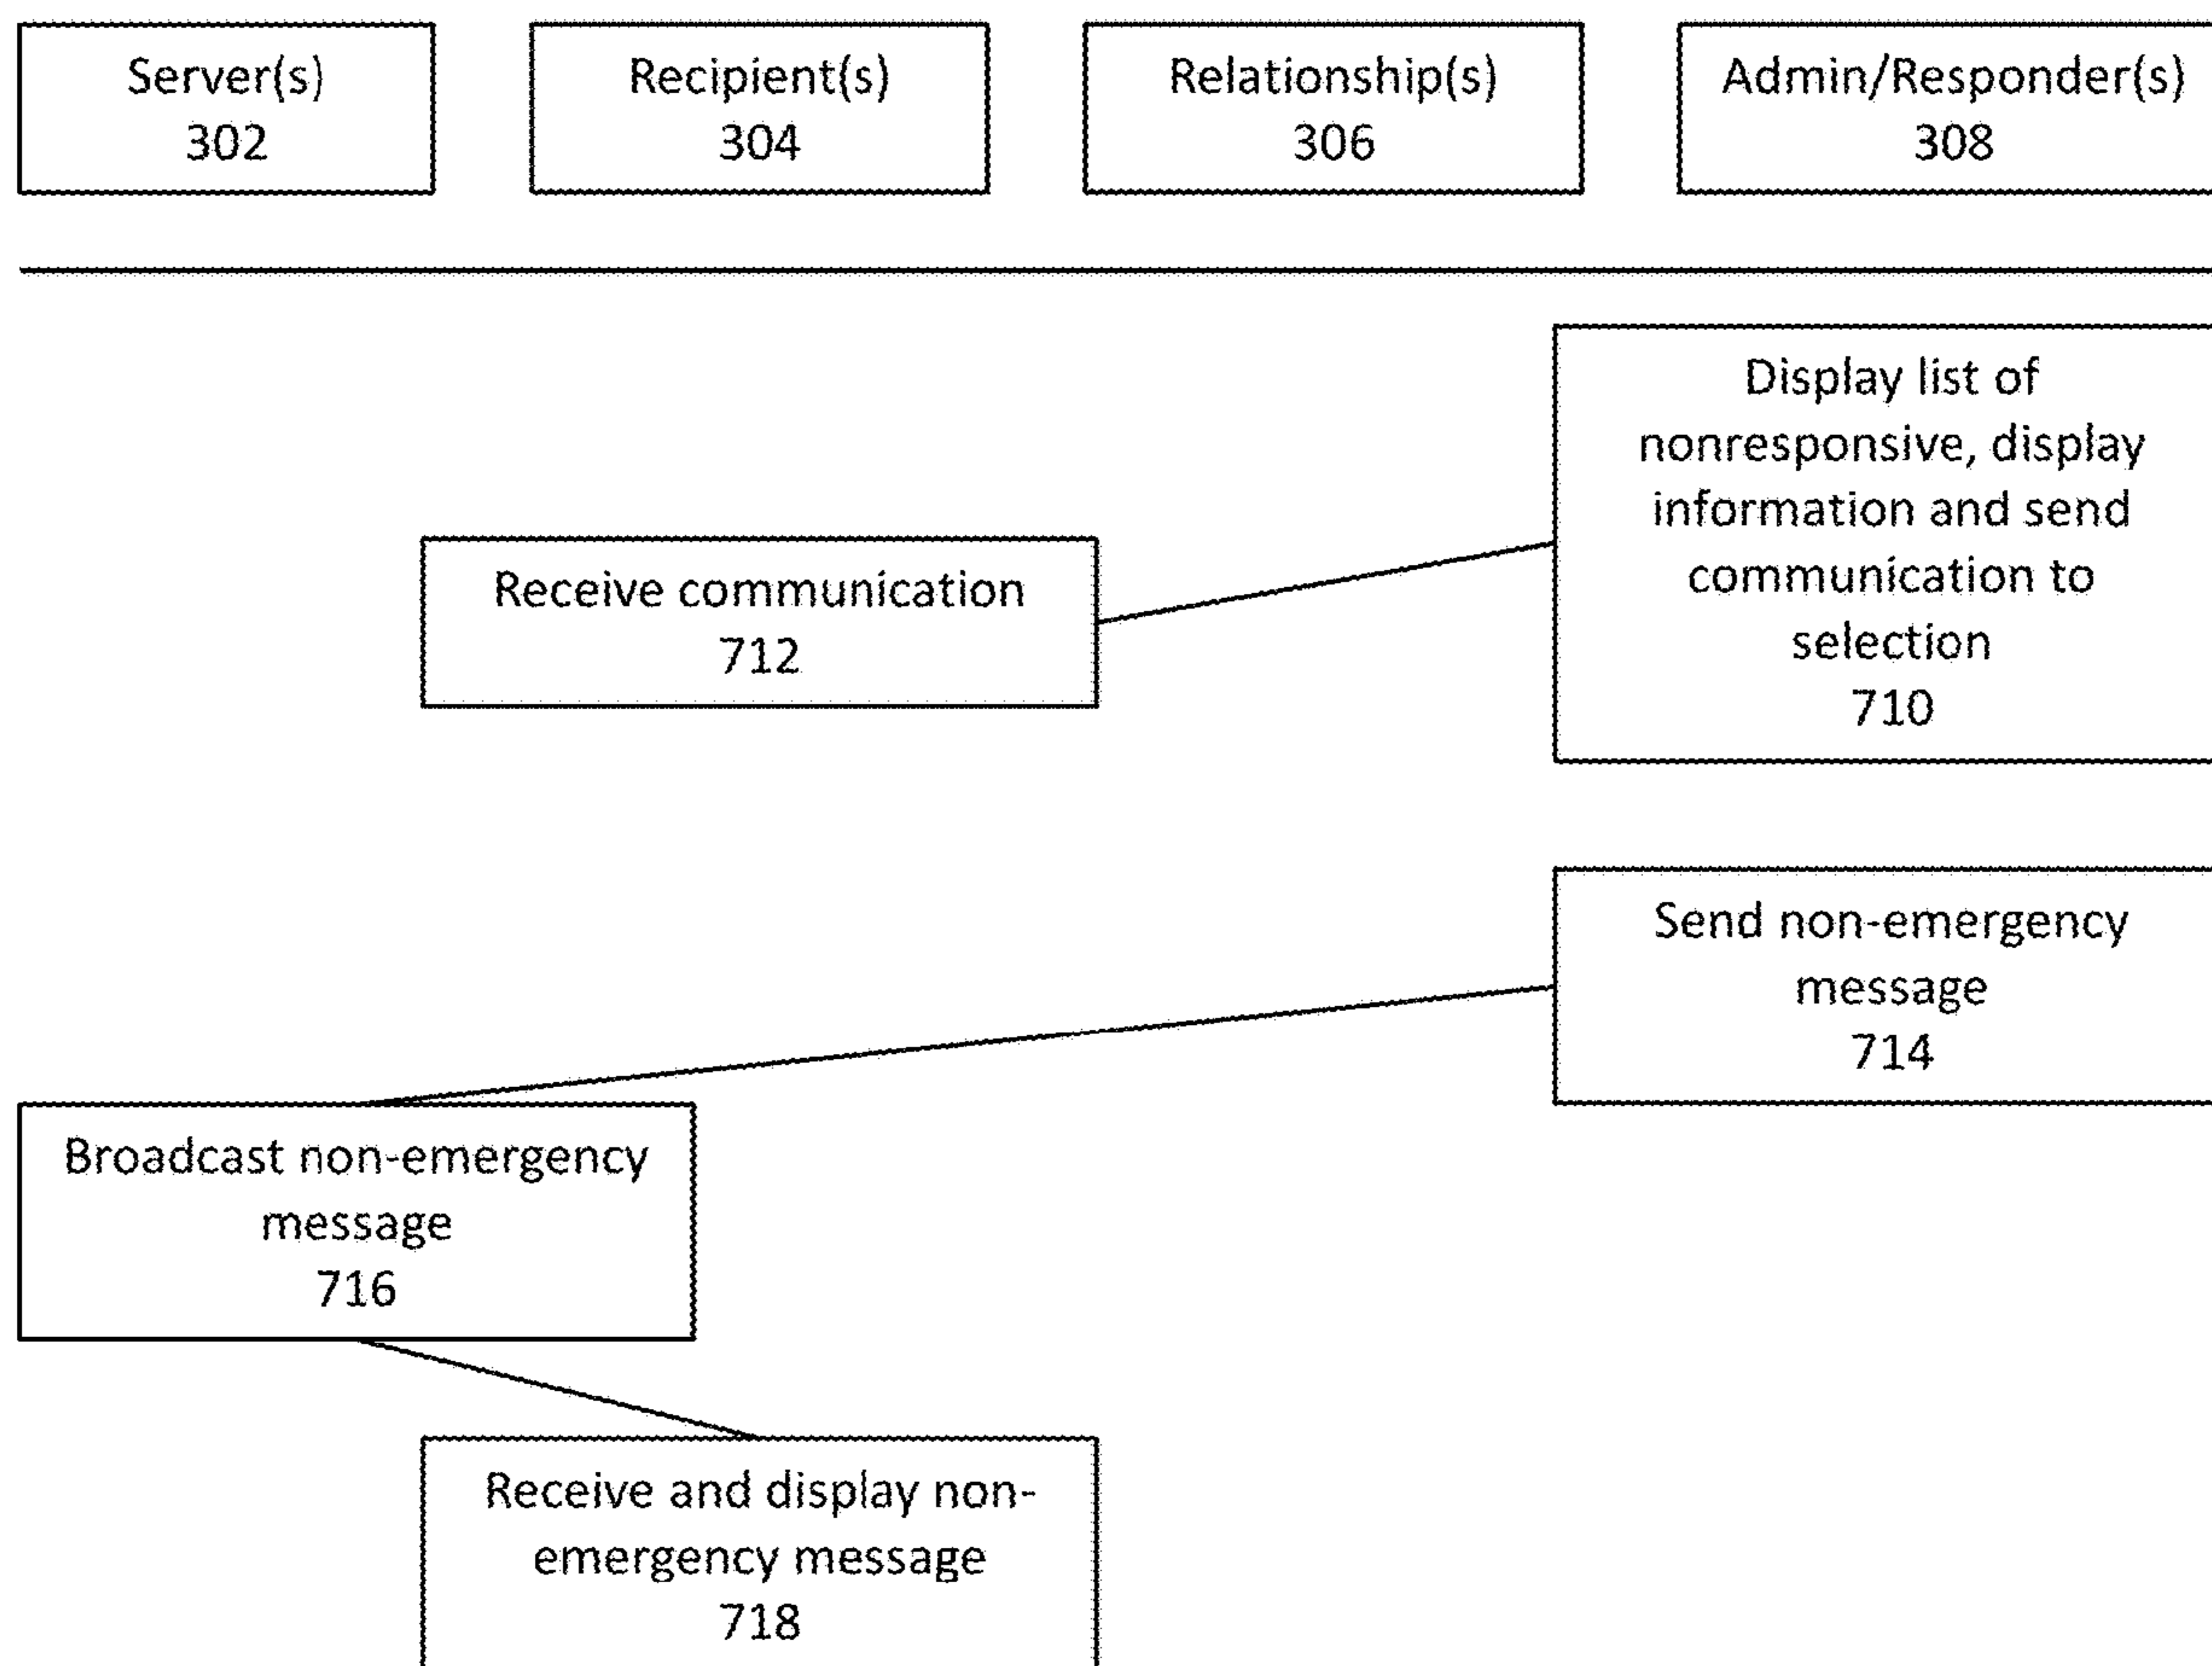 Server(s)
302
Recipient(s)
304
Relationship(s)
306
Admin/Responder(s)
308
Display list of
nonresponsive, display
information and send
communication to
selection
710
Receive communication
712
Send non-emergency
message
714
Broadcast non-emergency
message
716
Receive and display non-
emergency message
718